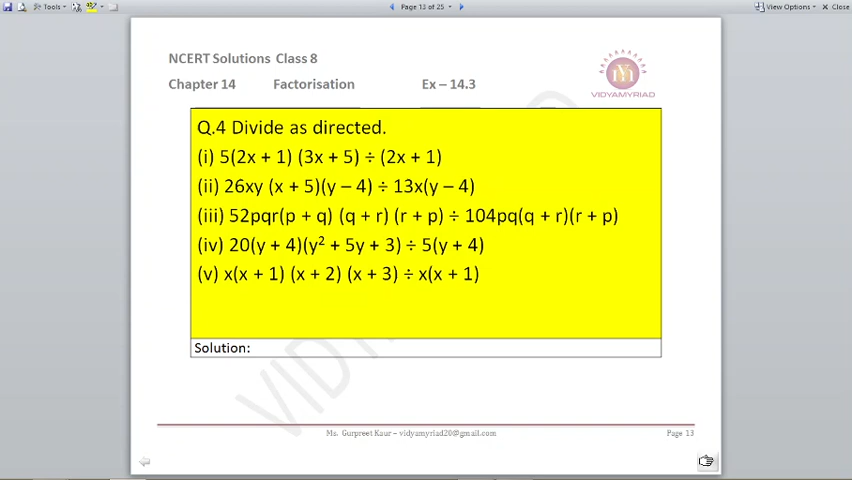 Tools
Page 13 of 25
View Options
Close
NCERT Solutions Class 8
Chapter 14 Factorisation Ex – 14.3
VIDYAMYRIAD
Q.4 Divide as directed.
(i) 5(2x + 1) (3x + 5) ÷ (2x + 1)
(ii) 26xy (x + 5)(y – 4) ÷ 13x(y – 4)
(iii) 52pqr(p + q) (q + r) (r + p) ÷ 104pq(q + r)(r + p)
(iv) 20(y + 4)(y² + 5y + 3) ÷ 5(y + 4)
(v) x(x + 1) (x + 2) (x + 3) ÷ x(x + 1)
Solution:
Ms. Gurpreet Kaur – vidyamyriad20@gmail.com Page 13